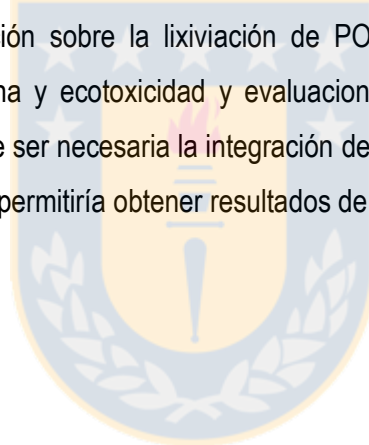 ión sobre la lixiviación de PO
na y ecotoxicidad y evaluacion
e ser necesaria la integración de
permitiría obtener resultados de